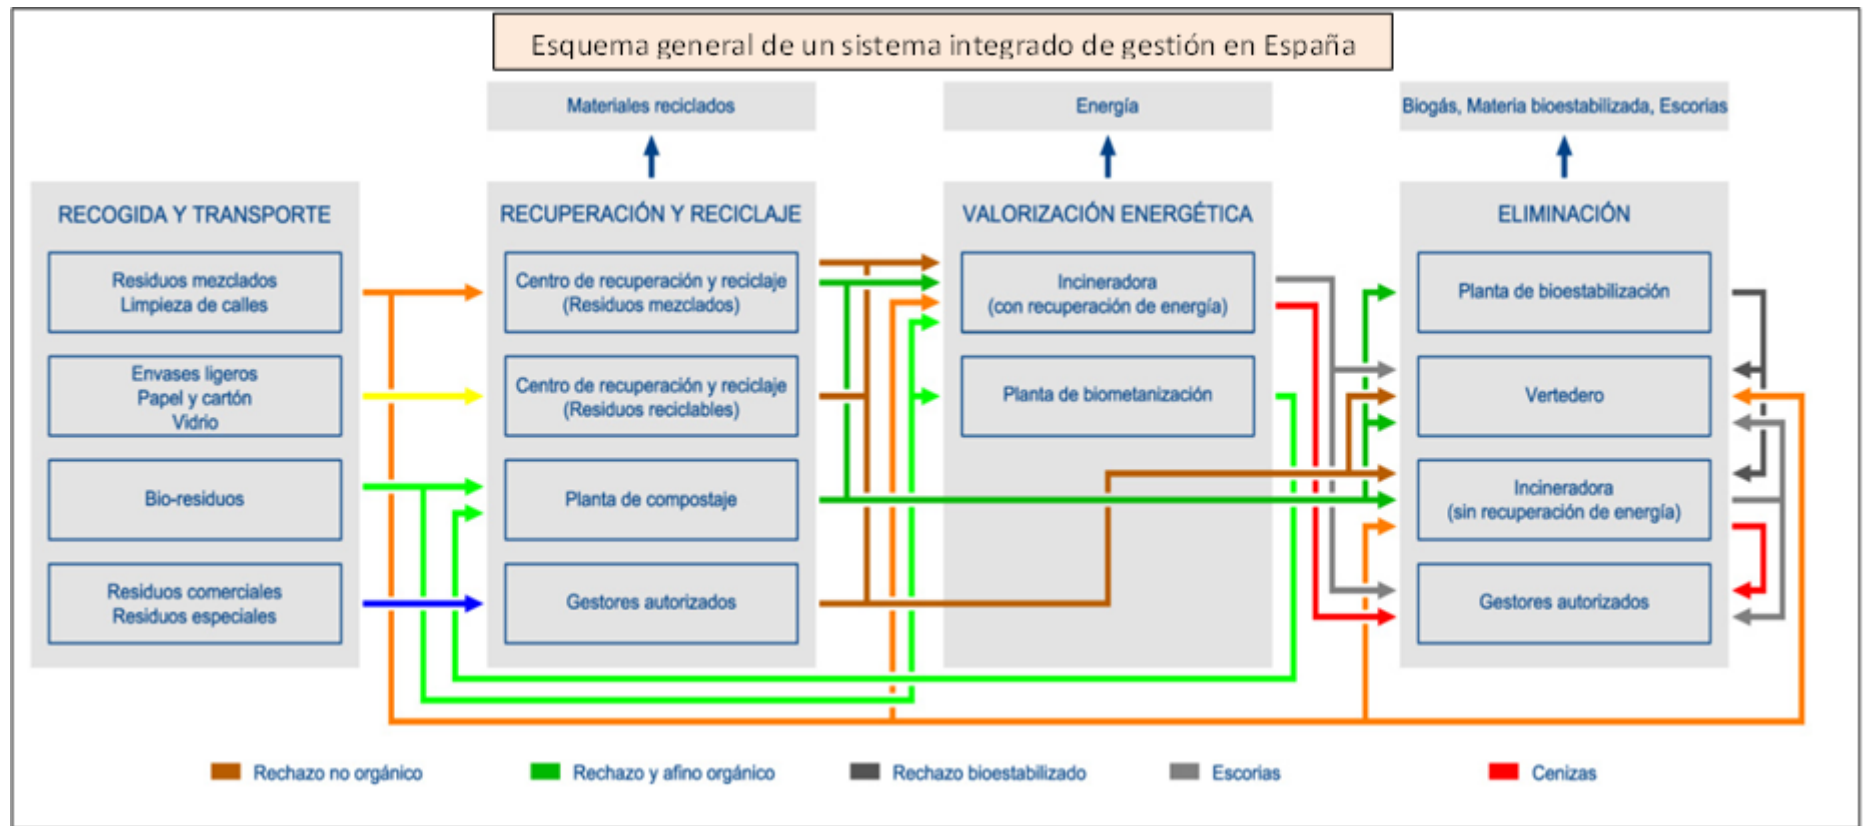 Esquema general de un sistema integrado de gestión en España
Materiales reciclados
Energía
Biogás, Materia bioestabilizada, Escorias
RECOGIDA Y TRANSPORTE
Residuos mezclados
Limpieza de calles
Envases ligeros
Papel y cartón
Vidrio
Bio-residuos
Residuos comerciales
Residuos especiales
RECUPERACIÓN Y RECICLAJE
Centro de recuperación y reciclaje
(Residuos mezclados)
Centro de recuperación y reciclaje
(Residuos reciclables)
Planta de compostaje
Gestores autorizados
VALORIZACIÓN ENERGÉTICA
Incineradora
(con recuperación de energía)
Planta de biometanización
ELIMINACIÓN
Planta de bioestabilización
Vertedero
Incineradora
(sin recuperación de energía)
Gestores autorizados
Rechazo no orgánico
Rechazo y afino orgánico
Rechazo bioestabilizado
Escorias
Cenizas